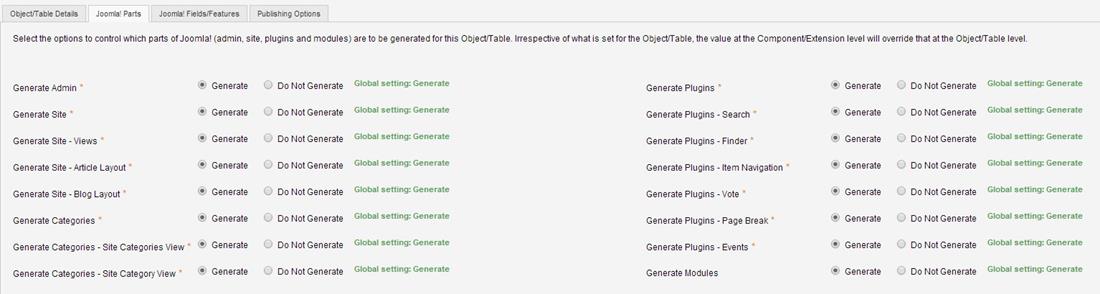 Object/Table Details Joomla! Parts Joomla! Fields/Features Publishing Options
Select the options to control which parts of Joomla! (admin, site, plugins and modules) are to be generated for this Object/Table. Irrespective of what is set for the Object/Table, the value at the Component/Extension level will override that at the Object/Table level.
Generate Admin * Generate Do Not Generate Global setting: Generate
Generate Site * Generate Do Not Generate Global setting: Generate
Generate Site - Views * Generate Do Not Generate Global setting: Generate
Generate Site - Article Layout * Generate Do Not Generate Global setting: Generate
Generate Site - Blog Layout * Generate Do Not Generate Global setting: Generate
Generate Categories * Generate Do Not Generate Global setting: Generate
Generate Categories - Site Categories View * Generate Do Not Generate Global setting: Generate
Generate Categories - Site Category View * Generate Do Not Generate Global setting: Generate
Generate Plugins * Generate Do Not Generate Global setting: Generate
Generate Plugins - Search * Generate Do Not Generate Global setting: Generate
Generate Plugins - Finder * Generate Do Not Generate Global setting: Generate
Generate Plugins - Item Navigation * Generate Do Not Generate Global setting: Generate
Generate Plugins - Vote * Generate Do Not Generate Global setting: Generate
Generate Plugins - Page Break * Generate Do Not Generate Global setting: Generate
Generate Plugins - Events * Generate Do Not Generate Global setting: Generate
Generate Modules Generate Do Not Generate Global setting: Generate